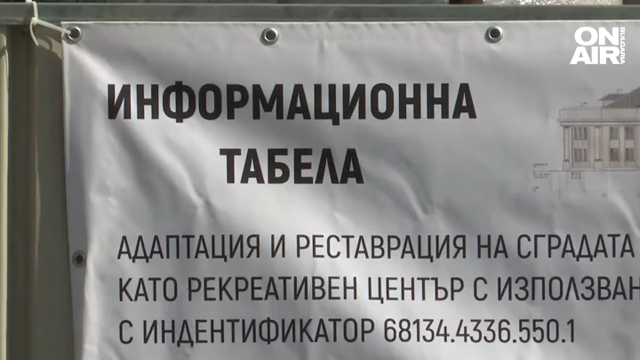 ON
AIR
BULGARIA
ИНФОРМАЦИОННА
ТАБЕЛА
АДАПТАЦИЯ И РЕСТАВРАЦИЯ НА СГРАДАТА
КАТО РЕКРЕАТИВЕН ЦЕНТЪР С ИЗПОЛЗВАН
С ИНДЕНТИФИКАТОР 68134.4336.550.1